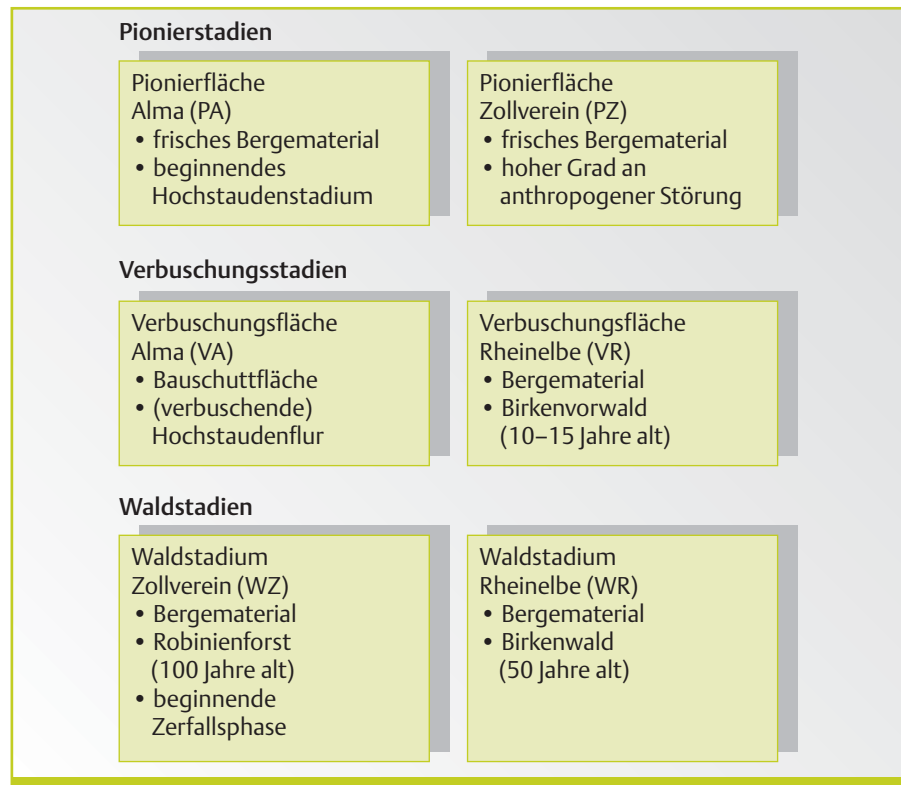 Pionierstadien
Pionierfläche
Alma (PA)
• frisches Bergematerial
• beginnendes
Hochstaudenstadium
Pionierfläche
Zollverein (PZ)
• frisches Bergematerial
• hoher Grad an
anthropogener Störung
Verbuschungsstadien
Verbuschungsfläche
Alma (VA)
• Bauschuttfläche
• (verbuschende)
Hochstaudenflur
Verbuschungsfläche
Rheinelbe (VR)
• Bergematerial
• Birkenvorwald
(10–15 Jahre alt)
Waldstadien
Waldstadium
Zollverein (WZ)
• Bergematerial
• Robinienforst
(100 Jahre alt)
• beginnende
Zerfallsphase
Waldstadium
Rheinelbe (WR)
• Bergematerial
• Birkenwald
(50 Jahre alt)